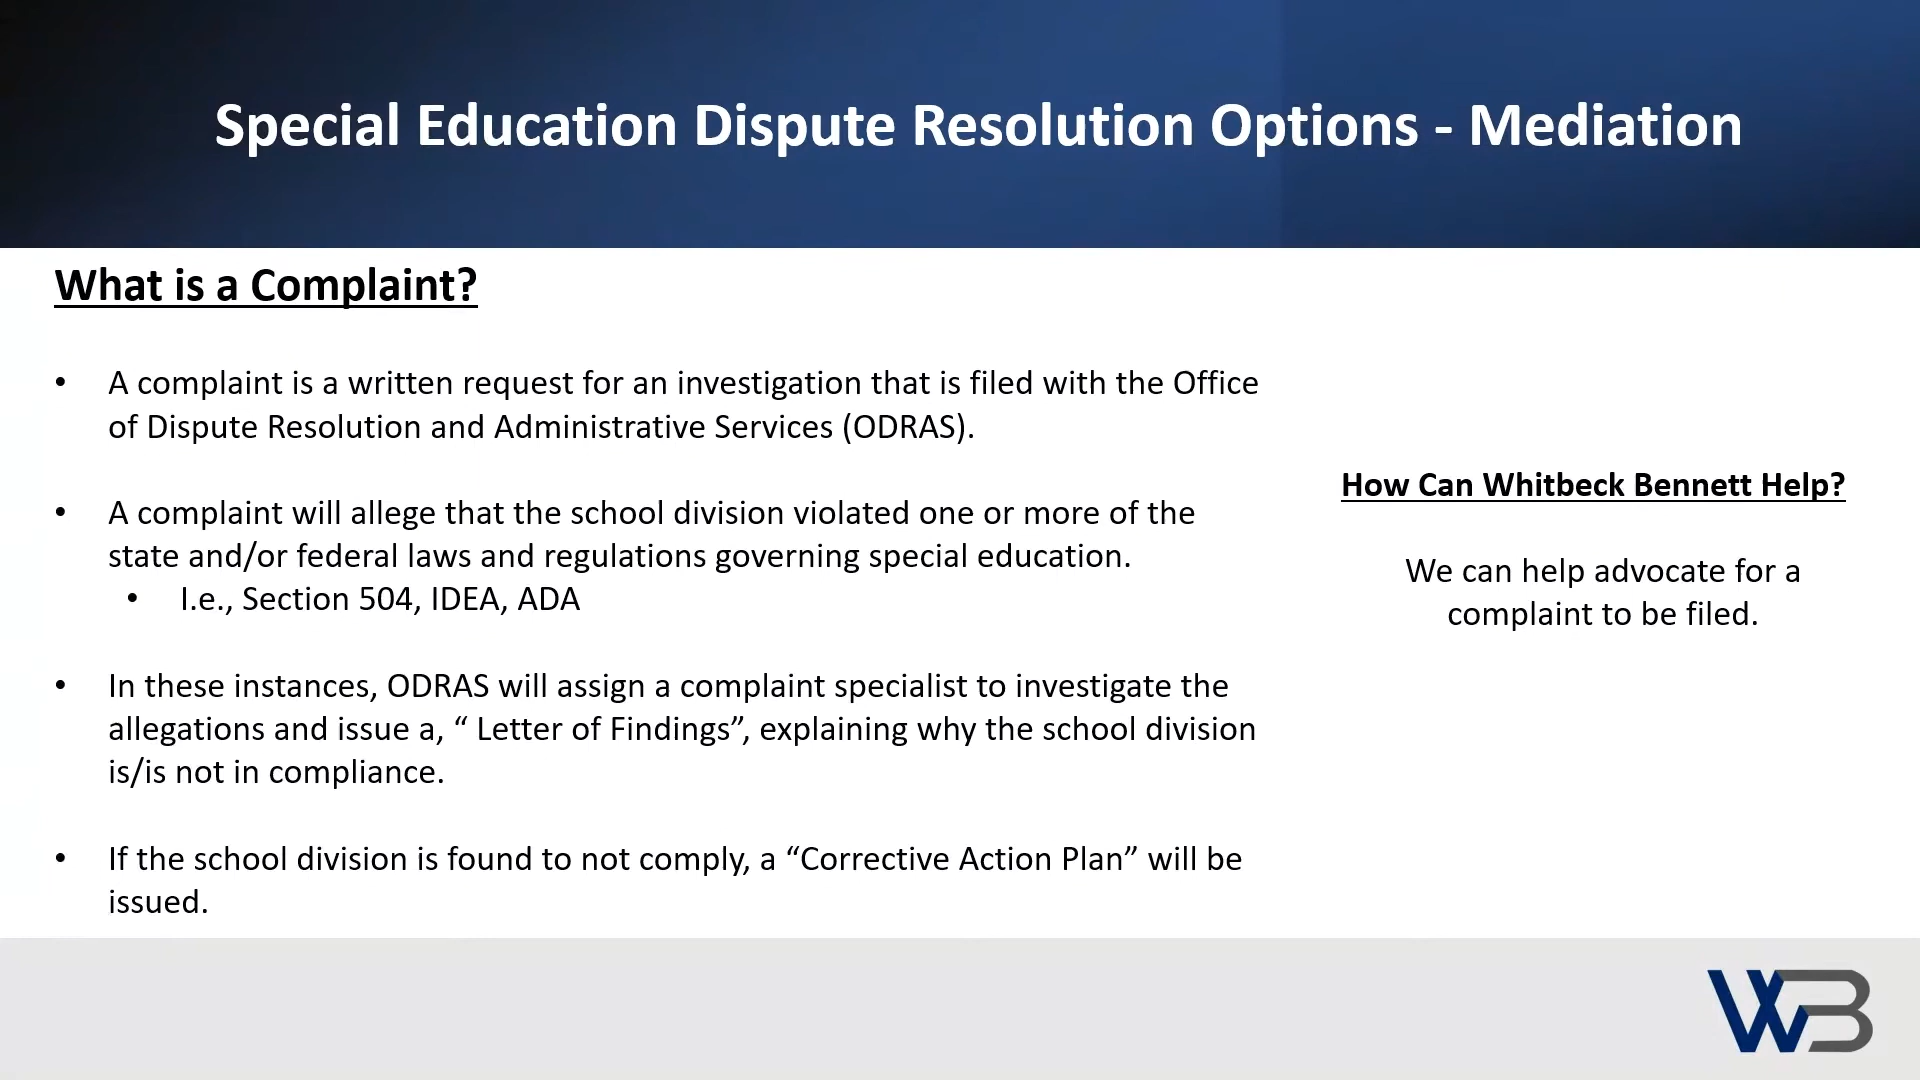 Special Education Dispute Resolution Options - Mediation
What is a Complaint?
• A complaint is a written request for an investigation that is filed with the Office
of Dispute Resolution and Administrative Services (ODRAS).
• A complaint will allege that the school division violated one or more of the
state and/or federal laws and regulations governing special education.
• I.e., Section 504, IDEA, ADA
• In these instances, ODRAS will assign a complaint specialist to investigate the
allegations and issue a, “ Letter of Findings”, explaining why the school division
is/is not in compliance.
• If the school division is found to not comply, a “Corrective Action Plan” will be
issued.
How Can Whitbeck Bennett Help?
We can help advocate for a
complaint to be filed.
WB